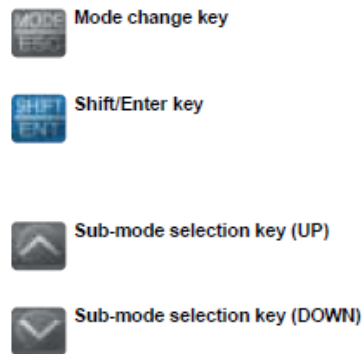 MODE
ESC
Mode change key
SHIFT
ENT
Shift/Enter key
Sub-mode selection key (UP)
Sub-mode selection key (DOWN)